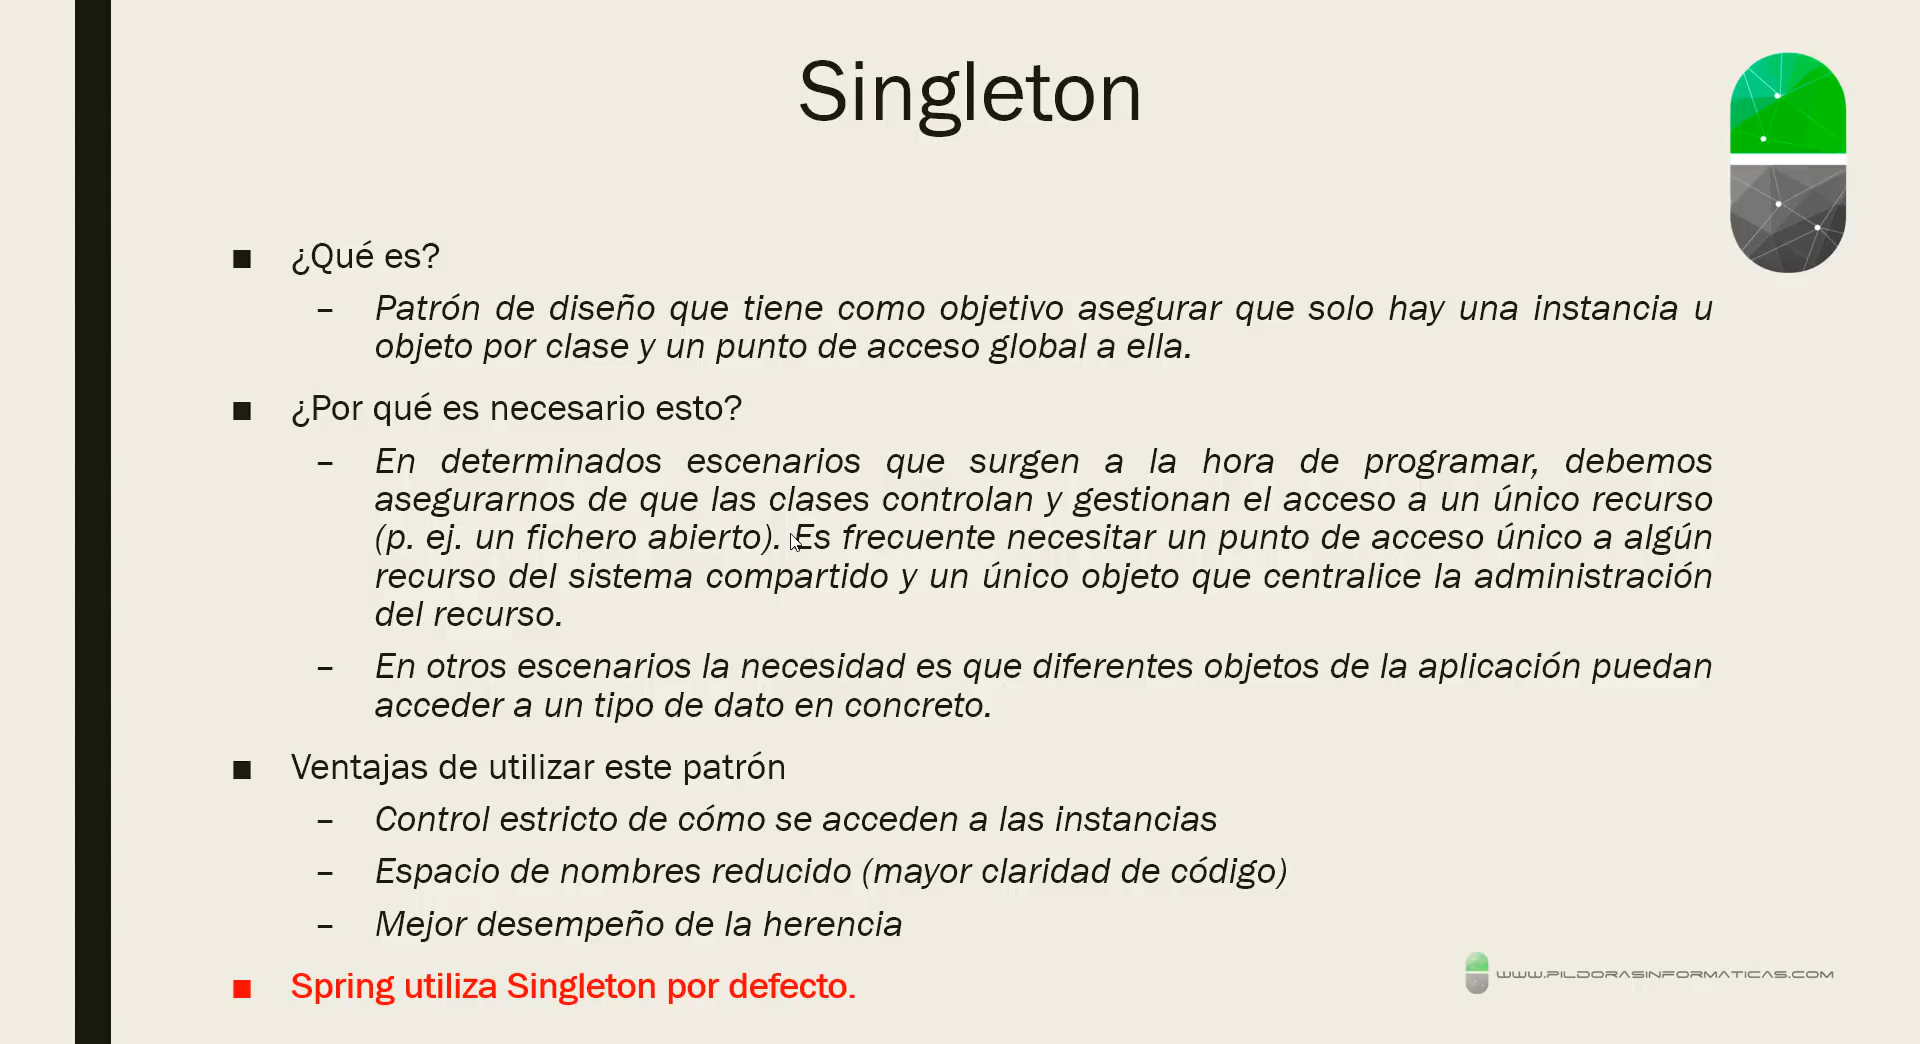 Singleton
¿Qué es?
– Patrón de diseño que tiene como objetivo asegurar que solo hay una instancia u
objeto por clase y un punto de acceso global a ella.
¿Por qué es necesario esto?
– En determinados escenarios que surgen a la hora de programar, debemos
asegurarnos de que las clases controlan y gestionan el acceso a un único recurso
(p. ej. un fichero abierto). Es frecuente necesitar un punto de acceso único a algún
recurso del sistema compartido y un único objeto que centralice la administración
del recurso.
– En otros escenarios la necesidad es que diferentes objetos de la aplicación puedan
acceder a un tipo de dato en concreto.
Ventajas de utilizar este patrón
– Control estricto de cómo se acceden a las instancias
– Espacio de nombres reducido (mayor claridad de código)
– Mejor desempeño de la herencia
Spring utiliza Singleton por defecto.
WWW.PILDORASINFORMATICAS.COM